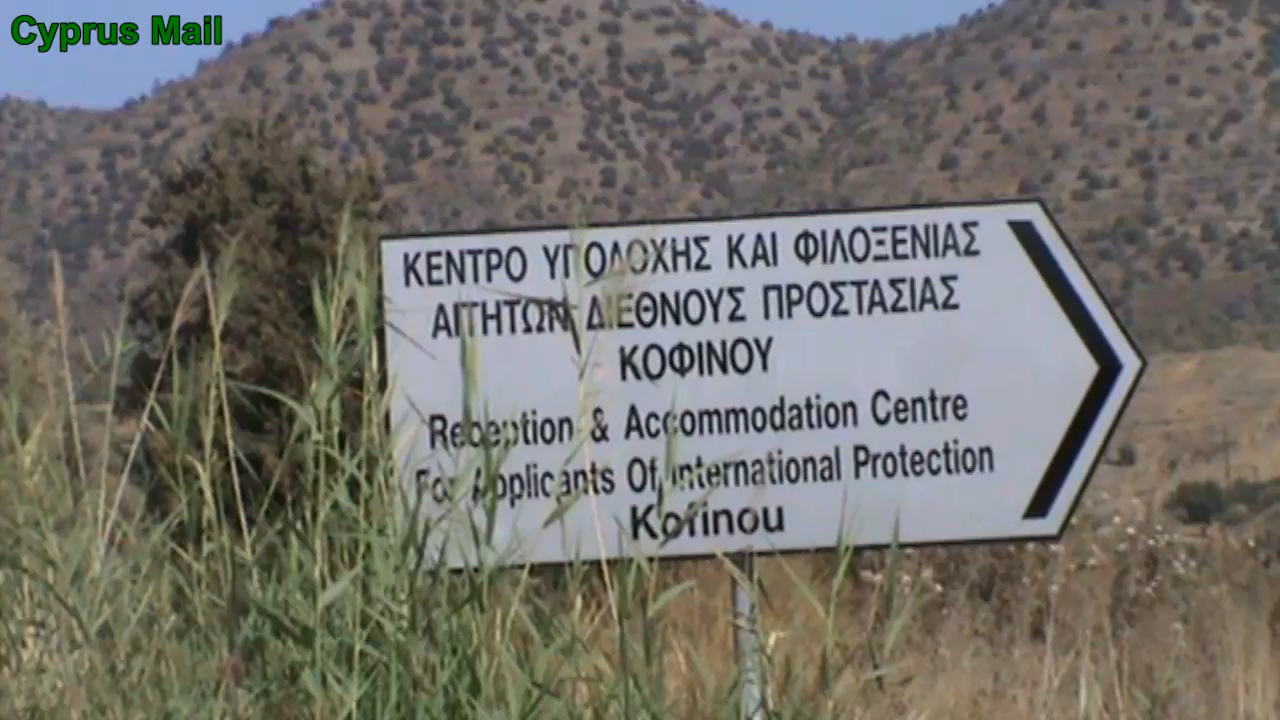 Cyprus Mail
ΚΕΝΤΡΟ ΥΠΟΔΟΧΗΣ ΚΑΙ ΦΙΛΟΞΕΝΙΑΣ
ΑΙΤΗΤΩΝ ΔΙΕΘΝΟΥΣ ΠΡΟΣΤΑΣΙΑΣ
ΚΟΦΙΝΟΥ
Reception & Accommodation Centre
For Applicants Of International Protection
Kofinou